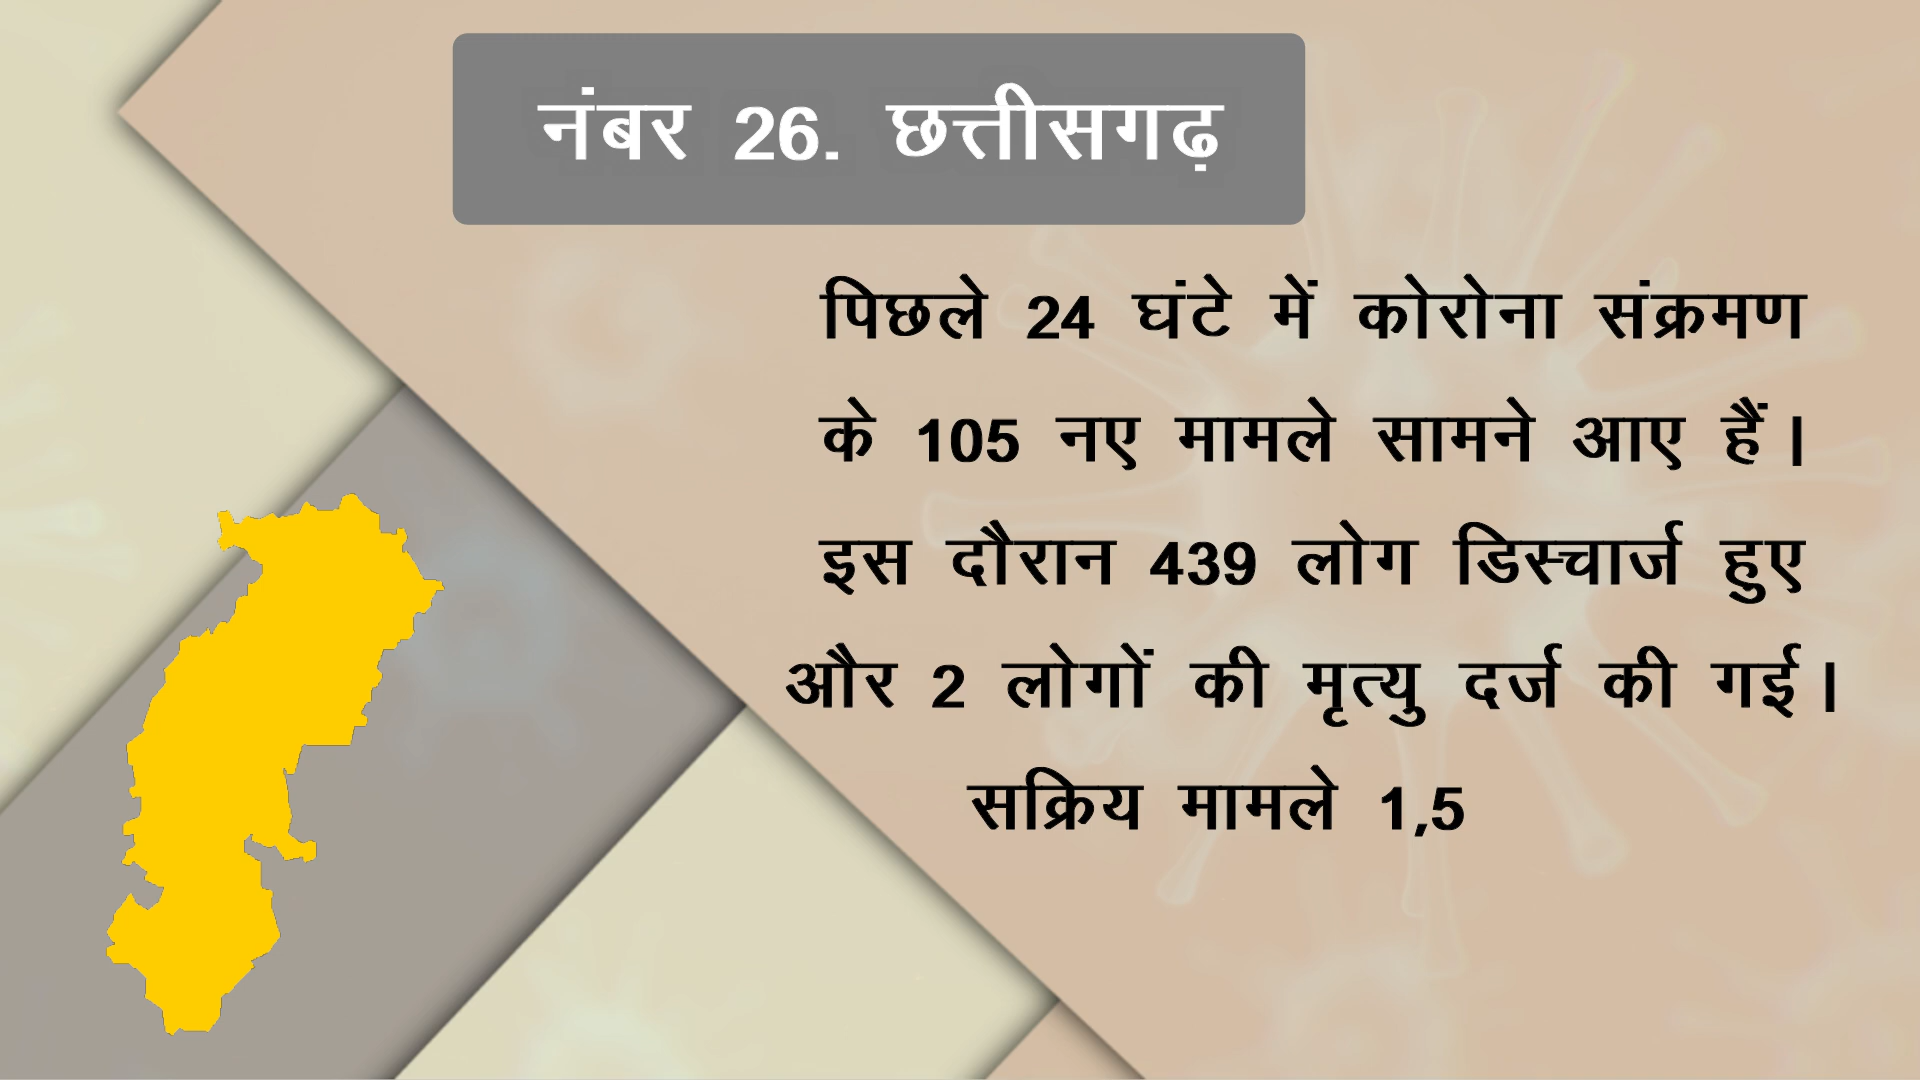 नंबर 26. छत्तीसगढ़
पिछले 24 घंटे में कोरोना संक्रमण
के 105 नए मामले सामने आए हैं।
इस दौरान 439 लोग डिस्चार्ज हुए
और 2 लोगों की मृत्यु दर्ज की गई।
सक्रिय मामले 1,5